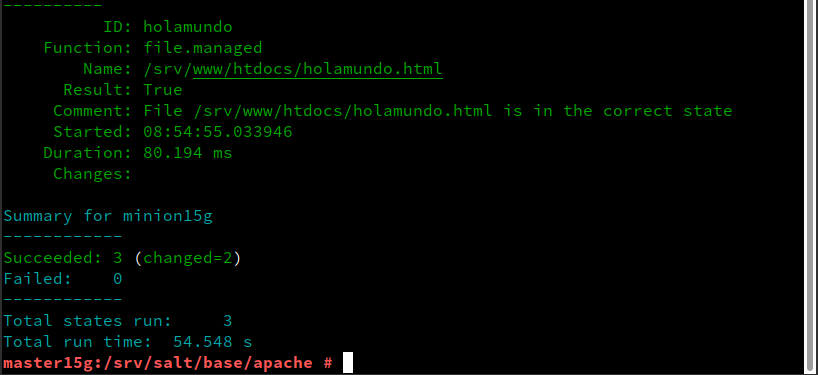 ----------
          ID: holamundo
    Function: file.managed
        Name: /srv/www/htdocs/holamundo.html
      Result: True
     Comment: File /srv/www/htdocs/holamundo.html is in the correct state
     Started: 08:54:55.033946
    Duration: 80.194 ms
     Changes:
Summary for minion15g
------------
Succeeded: 3 (changed=2)
Failed:    0
------------
Total states run:     3
Total run time:  54.548 s
master15g:/srv/salt/base/apache #